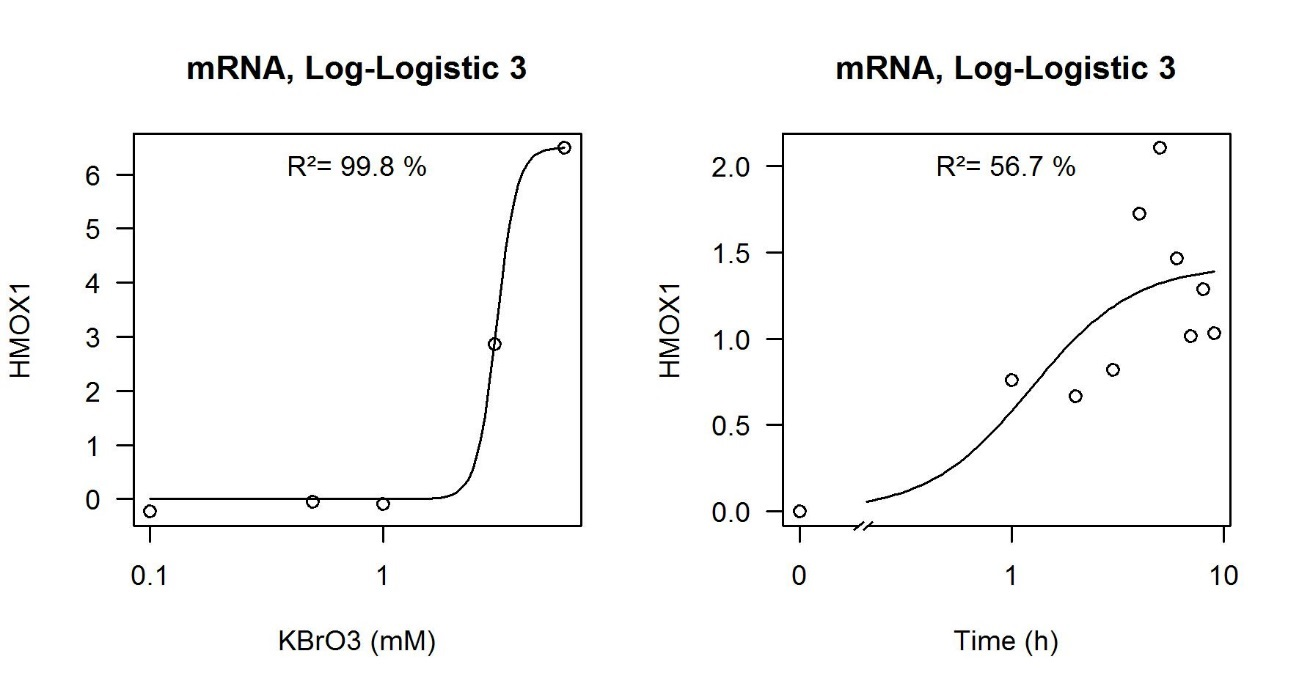 mRNA, Log-Logistic 3
R²= 99.8 %
HMOX1
6
5
4
3
2
1
0
0.1
1
KBrO3 (mM)
mRNA, Log-Logistic 3
R²= 56.7 %
HMOX1
2.0
1.5
1.0
0.5
0.0
0
1
10
Time (h)